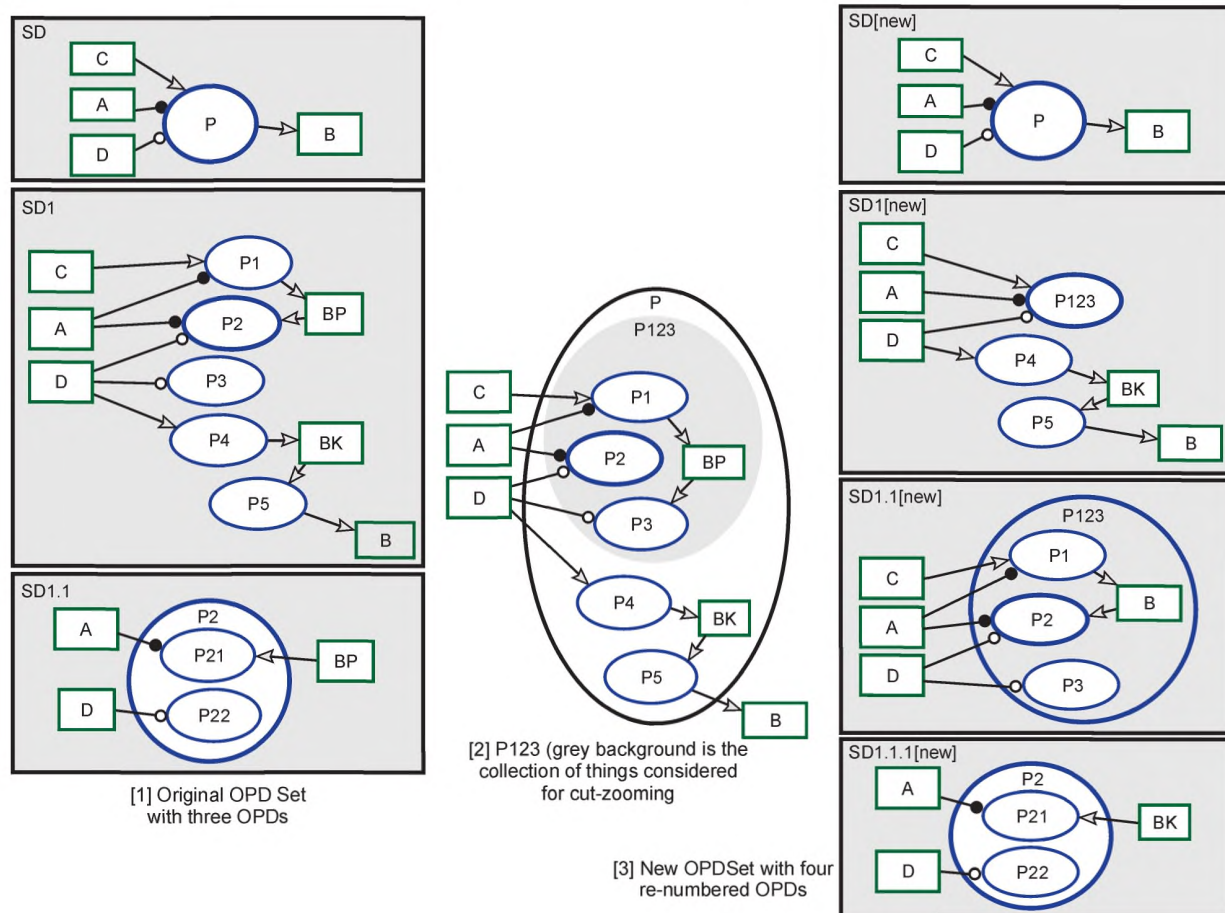 SD
C
A
P
D
B
SD1
C
P1
A
P2
BP
D
P3
P4
BK
P5
B
SD1.1
P2
A
P21
BP
D
P22
[1] Original OPD Set
with three OPDs
P
P123
C
P1
A
P2
BP
D
P3
P4
BK
P5
B
[2] P123 (grey background is the
collection of things considered
for cut-zooming
SD[new]
C
A
P
D
B
SD1[new]
C
A
P123
D
P4
BK
P5
B
SD1.1[new]
P123
P1
C
B
A
P2
D
P3
SD1.1.1[new]
P2
A
P21
BK
D
P22
[3] New OPDSet with four
re-numbered OPDs